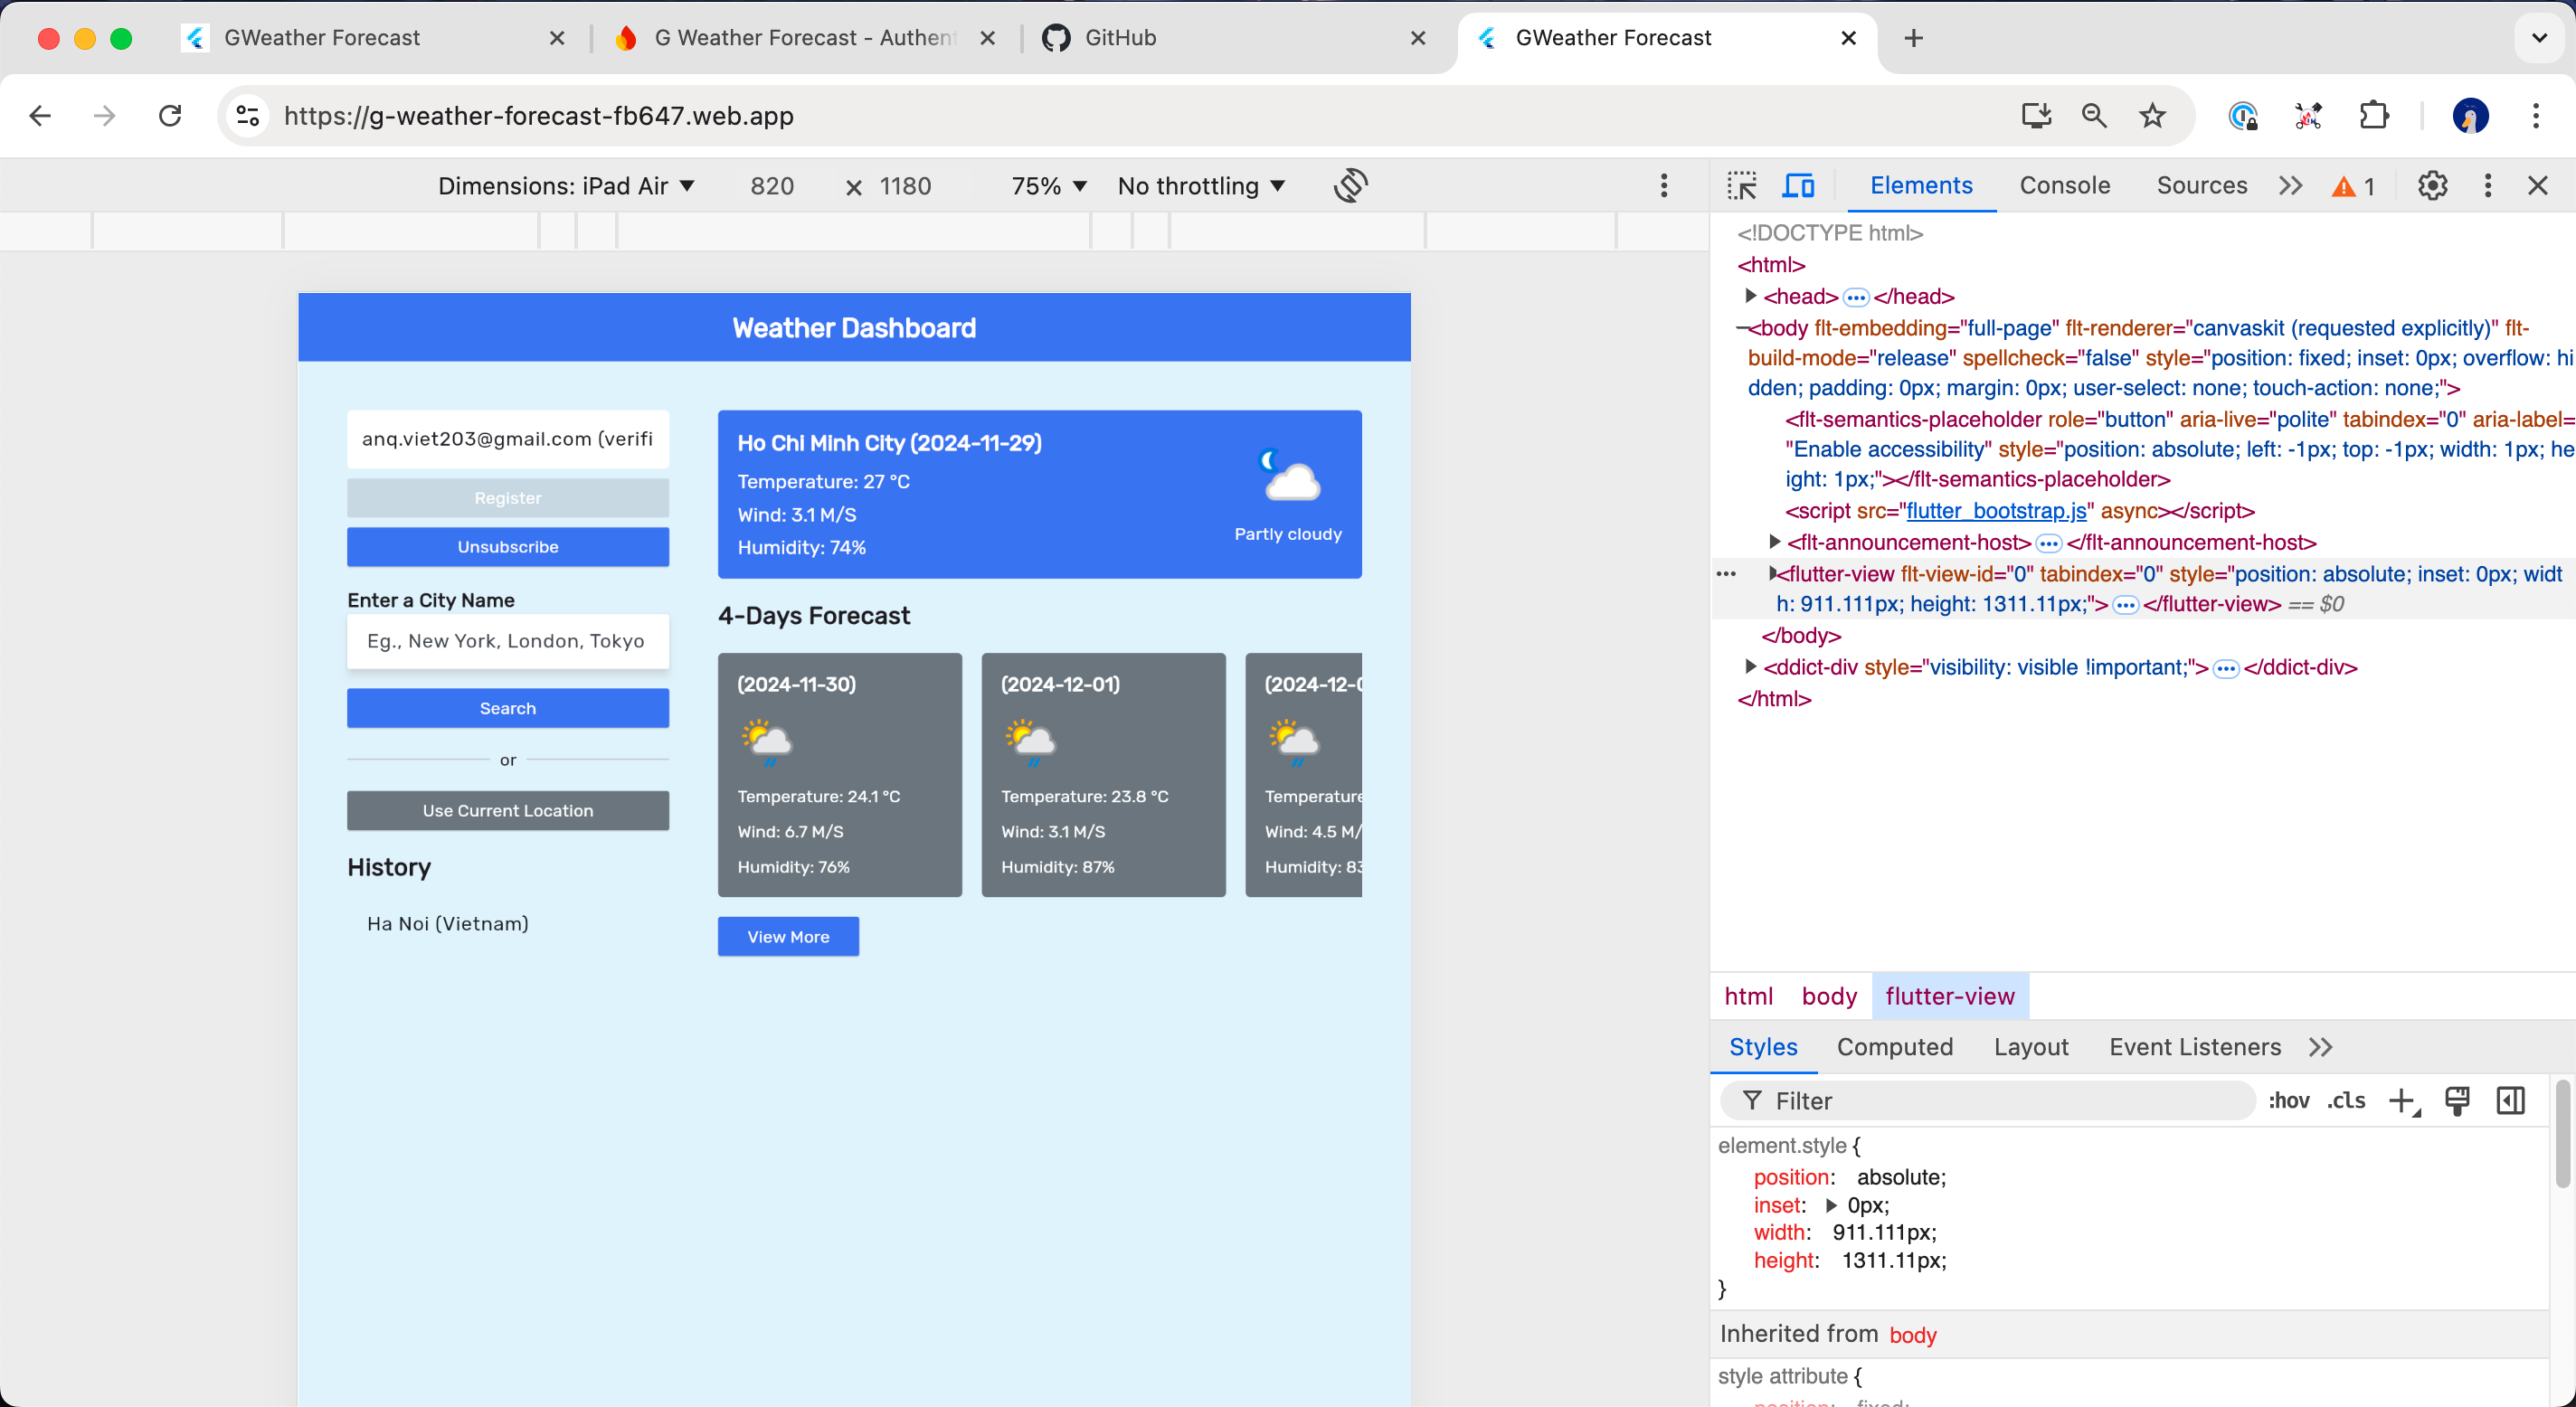 GWeather Forecast
G Weather Forecast - Authent
GitHub
GWeather Forecast
https://g-weather-forecast-fb647.web.app
Dimensions: iPad Air
820
1180
75%
No throttling
Elements
Console
Sources
1
Weather Dashboard
anq.viet203@gmail.com (verifi
Register
Unsubscribe
Enter a City Name
Eg., New York, London, Tokyo
Search
or
Use Current Location
History
Ha Noi (Vietnam)
Ho Chi Minh City (2024-11-29)
Temperature: 27 °C
Wind: 3.1 M/S
Humidity: 74%
Partly cloudy
4-Days Forecast
(2024-11-30)
Temperature: 24.1 °C
Wind: 6.7 M/S
Humidity: 76%
(2024-12-01)
Temperature: 23.8 °C
Wind: 3.1 M/S
Humidity: 87%
(2024-12-0
Temperature
Wind: 4.5 M/
Humidity: 83
View More
<!DOCTYPE html>
<html>
<head> ••• </head>
<body flt-embedding="full-page" flt-renderer="canvaskit (requested explicitly)" flt-
build-mode="release" spellcheck="false" style="position: fixed; inset: 0px; overflow: hi
dden; padding: 0px; margin: 0px; user-select: none; touch-action: none;">
<flt-semantics-placeholder role="button" aria-live="polite" tabindex="0" aria-label=
"Enable accessibility" style="position: absolute; left: -1px; top: -1px; width: 1px; he
ight: 1px;"></flt-semantics-placeholder>
<script src="flutter_bootstrap.js" async></script>
<flt-announcement-host> ••• </flt-announcement-host>
<flutter-view flt-view-id="0" tabindex="0" style="position: absolute; inset: 0px; widt
h: 911.111px; height: 1311.11px;"> ••• </flutter-view> == $0
</body>
<ddict-div style="visibility: visible !important;"> ••• </ddict-div>
</html>
html
body
flutter-view
Styles
Computed
Layout
Event Listeners
Filter
:hov
.cls
element.style {
position: absolute;
inset: 0px;
width: 911.111px;
height: 1311.11px;
}
Inherited from body
style attribute {
position: fixed;